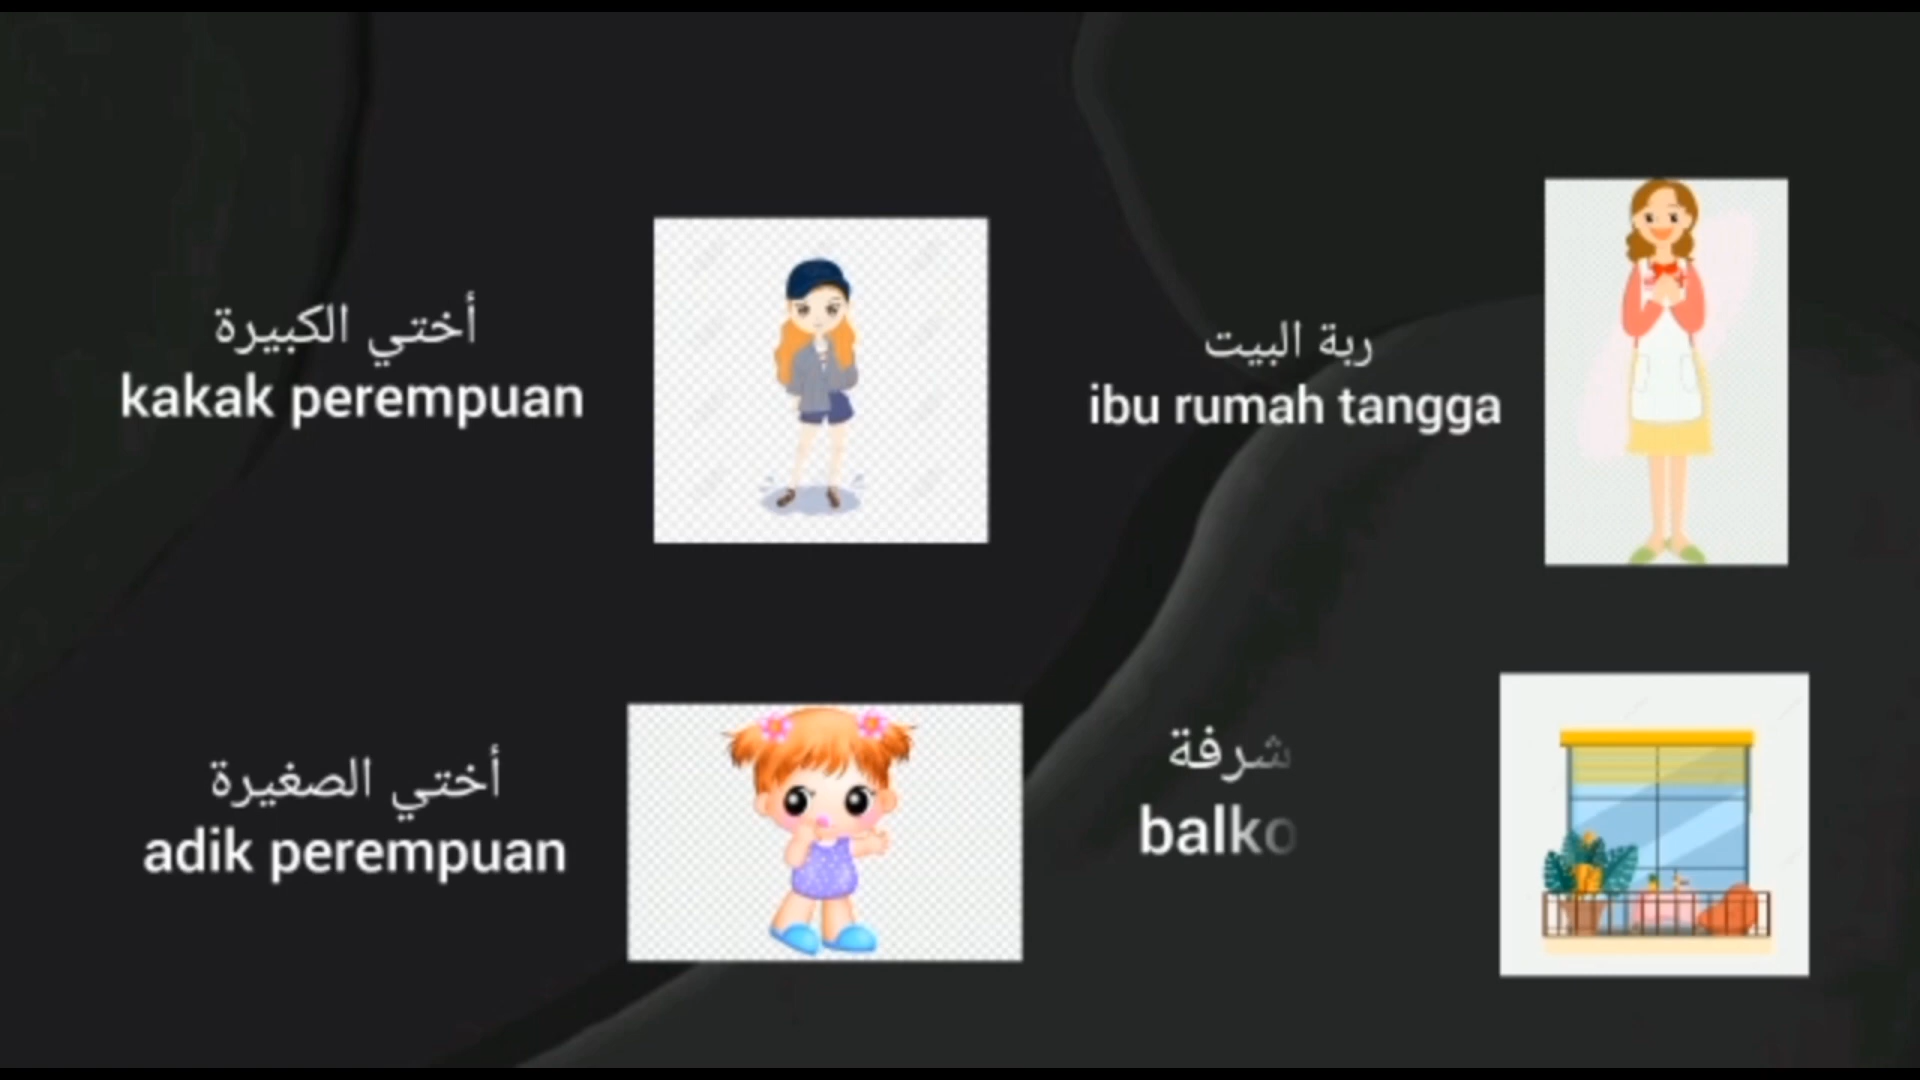 أختي الكبيرة
kakak perempuan
ربة البيت
ibu rumah tangga
أختي الصغيرة
adik perempuan
شرفة
balko